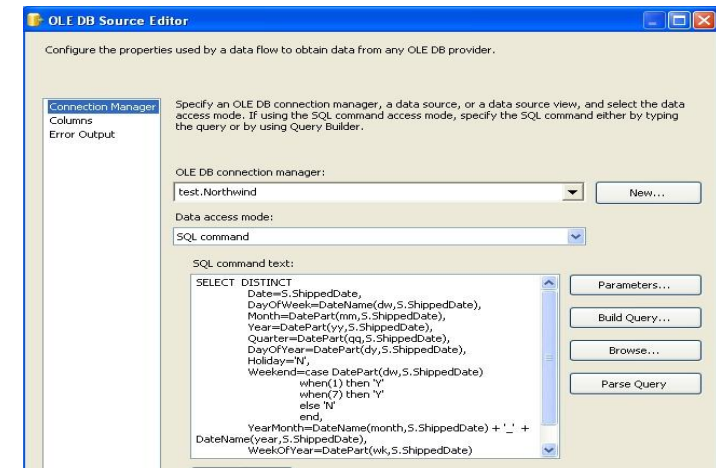 OLE DB Source Editor
Configure the properties used by a data flow to obtain data from any OLE DB provider.
Connection Manager
Columns
Error Output
Specify an OLE DB connection manager, a data source, or a data source view, and select the data
access mode. If using the SQL command access mode, specify the SQL command either by typing
the query or by using Query Builder.
OLE DB connection manager:
test.Northwind
New...
Data access mode:
SQL command
SQL command text:
SELECT DISTINCT
Date=S.ShippedDate,
DayOfWeek=DateName(dw,S.ShippedDate),
Month=DatePart(mm,S.ShippedDate),
Year=DatePart(yy,S.ShippedDate),
Quarter=DatePart(qq,S.ShippedDate),
DayOfYear=DatePart(dy,S.ShippedDate),
Holiday='N',
Weekend=case DatePart(dw,S.ShippedDate)
when(1) then 'Y'
when(7) then 'Y'
else 'N'
end,
YearMonth=DateName(month,S.ShippedDate) + '_' +
DateName(year,S.ShippedDate),
WeekOfYear=DatePart(wk,S.ShippedDate)
Parameters...
Build Query...
Browse...
Parse Query